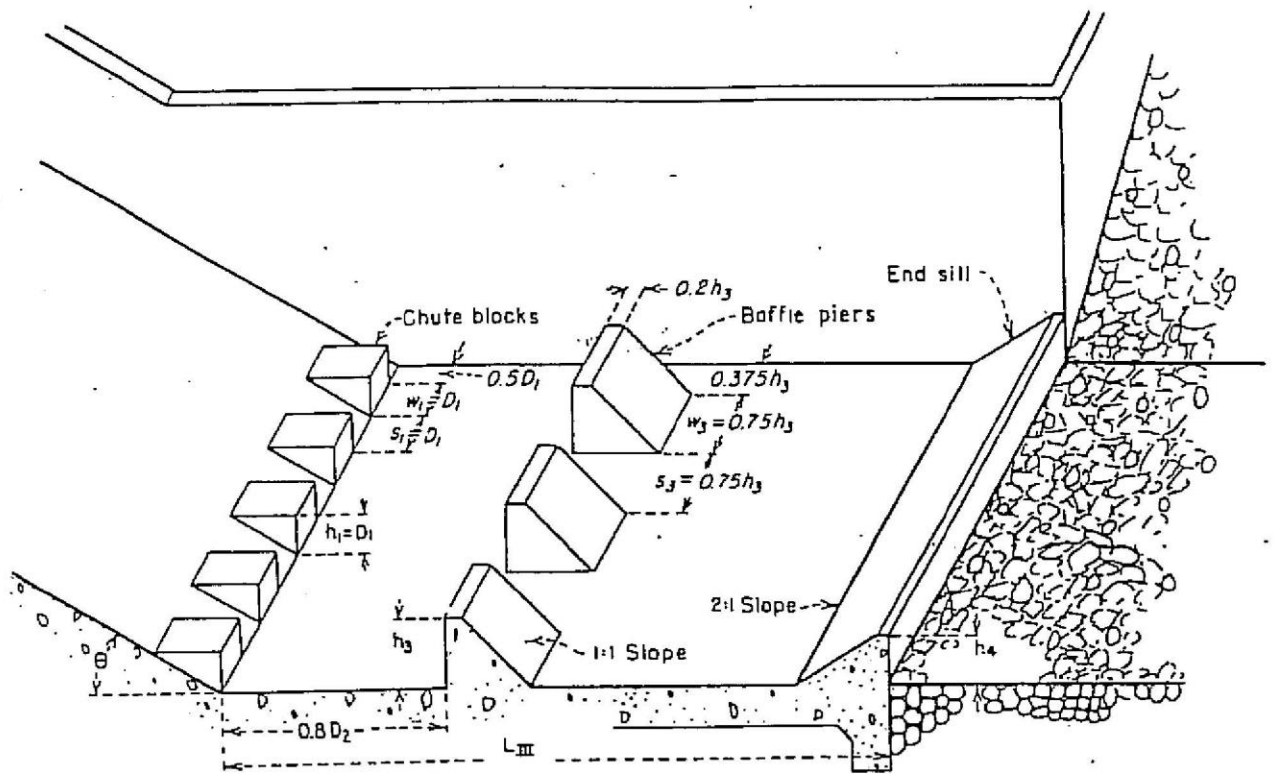 0.2h₃
End sill
Chute blocks
Baffle piers
0.5D₁
0.375h₃
w₁=D₁
w₃=0.75h₃
s₁=D₁
s₃=0.75h₃
h₁=D₁
2:1 Slope
h₃
1:1 Slope
h₄
θ
0.8D₂
L III